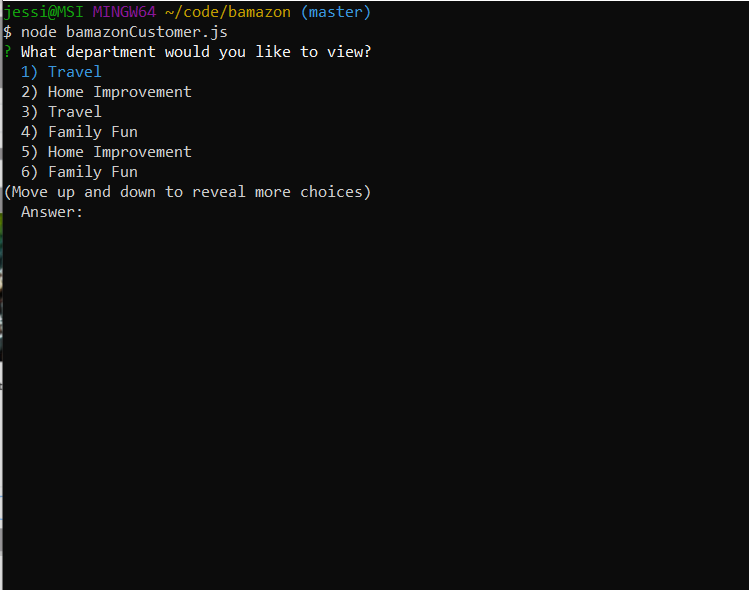 jessi@MSI MINGW64 ~/code/bamazon (master)
$ node bamazonCustomer.js
? What department would you like to view?
  1) Travel
  2) Home Improvement
  3) Travel
  4) Family Fun
  5) Home Improvement
  6) Family Fun
(Move up and down to reveal more choices)
  Answer: